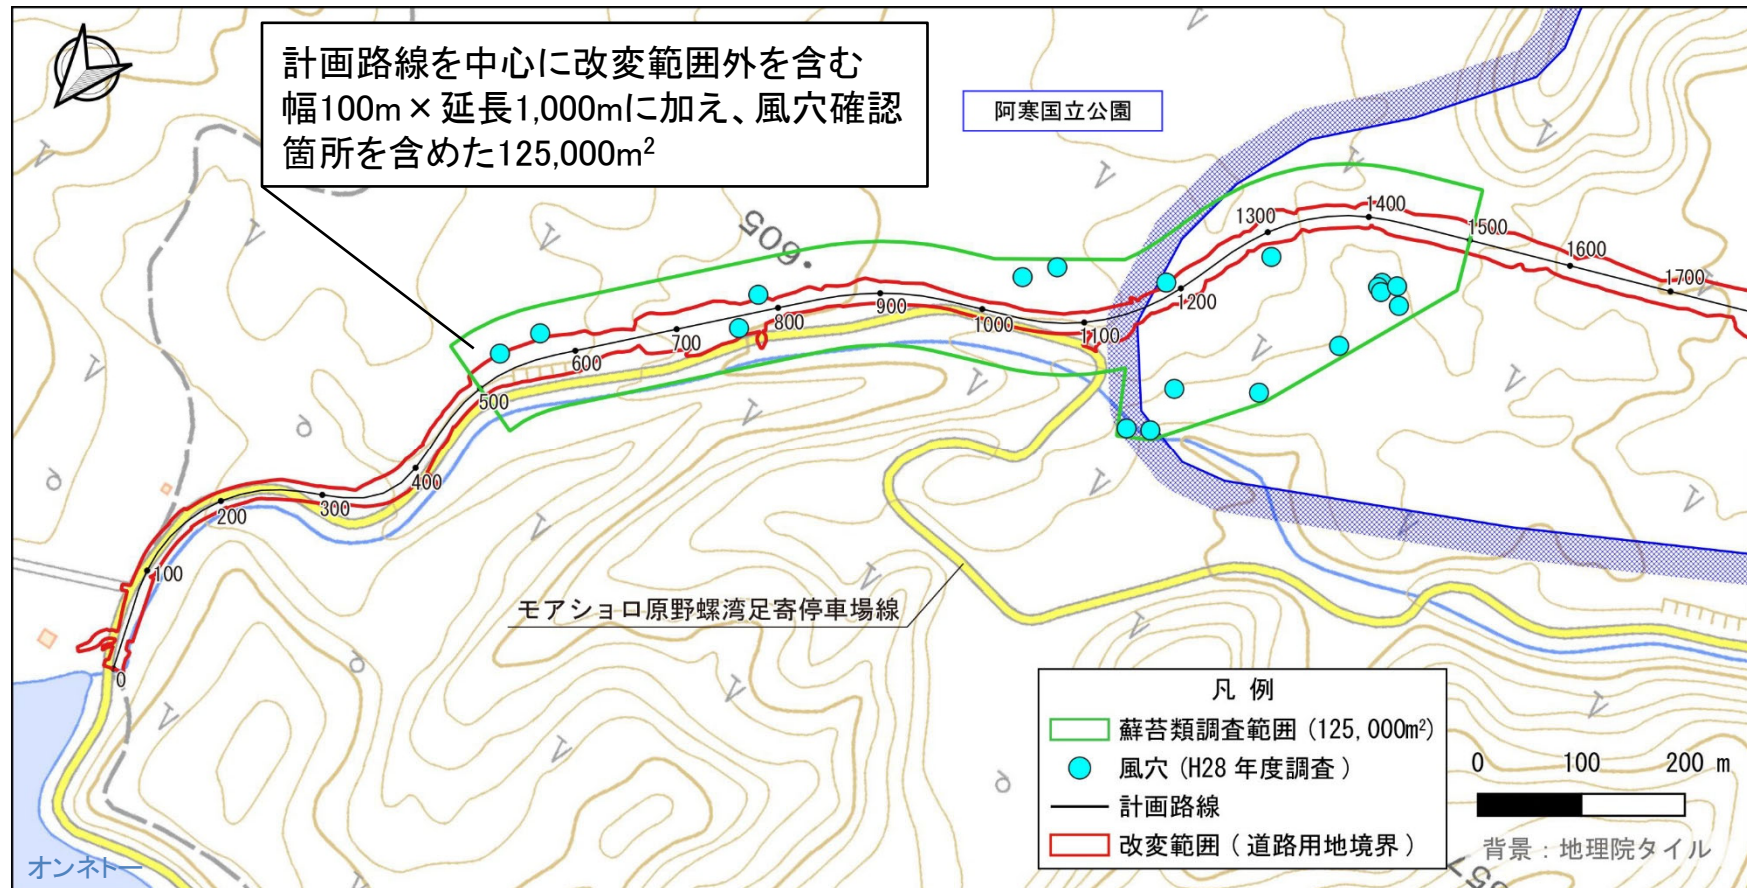 計画路線を中心に改変範囲外を含む
幅100m×延長1,000mに加え、風穴確認
箇所を含めた125,000m²
阿寒国立公園
.605
0
100
200
300
400
500
600
700
800
900
1000
1100
1200
1300
1400
1500
1600
1700
モアショロ原野螺湾足寄停車場線
オンネトー
凡 例
蘚苔類調査範囲 (125,000m²)
風穴 (H28 年度調査 )
計画路線
改変範囲 ( 道路用地境界 )
0 100 200 m
背景 : 地理院タイル